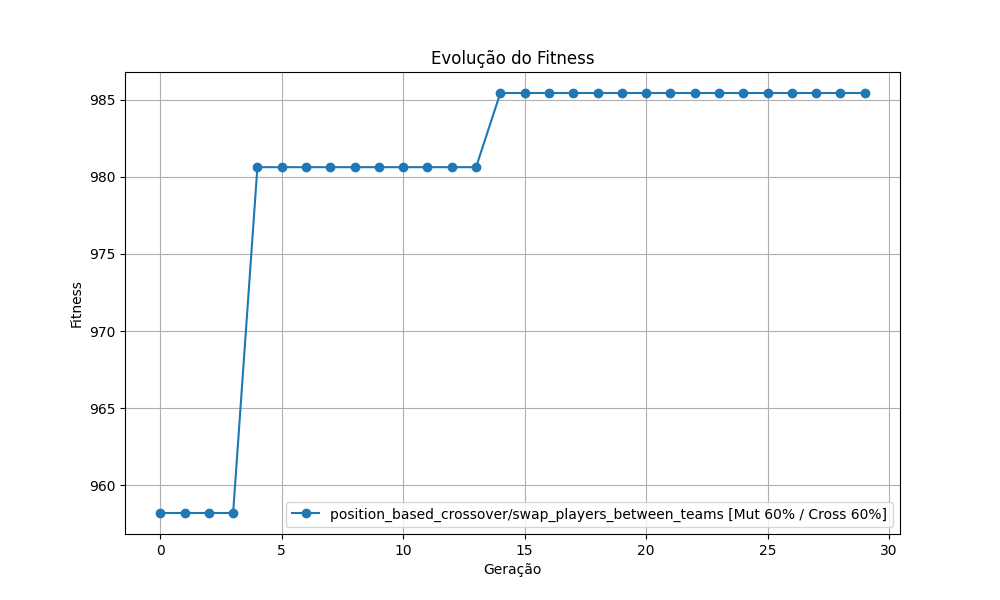 Evolução do Fitness
Fitness
985
980
975
970
965
960
position_based_crossover/swap_players_between_teams [Mut 60% / Cross 60%]
0 5 10 15 20 25 30
Geração